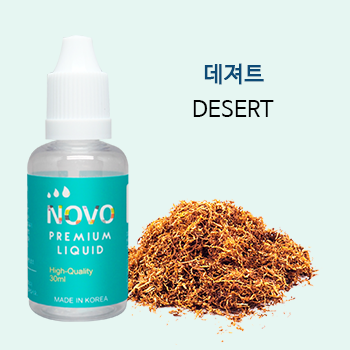 데져트
DESERT
NOVO
PREMIUM
LIQUID
High-Quality
30ml
MADE IN KOREA